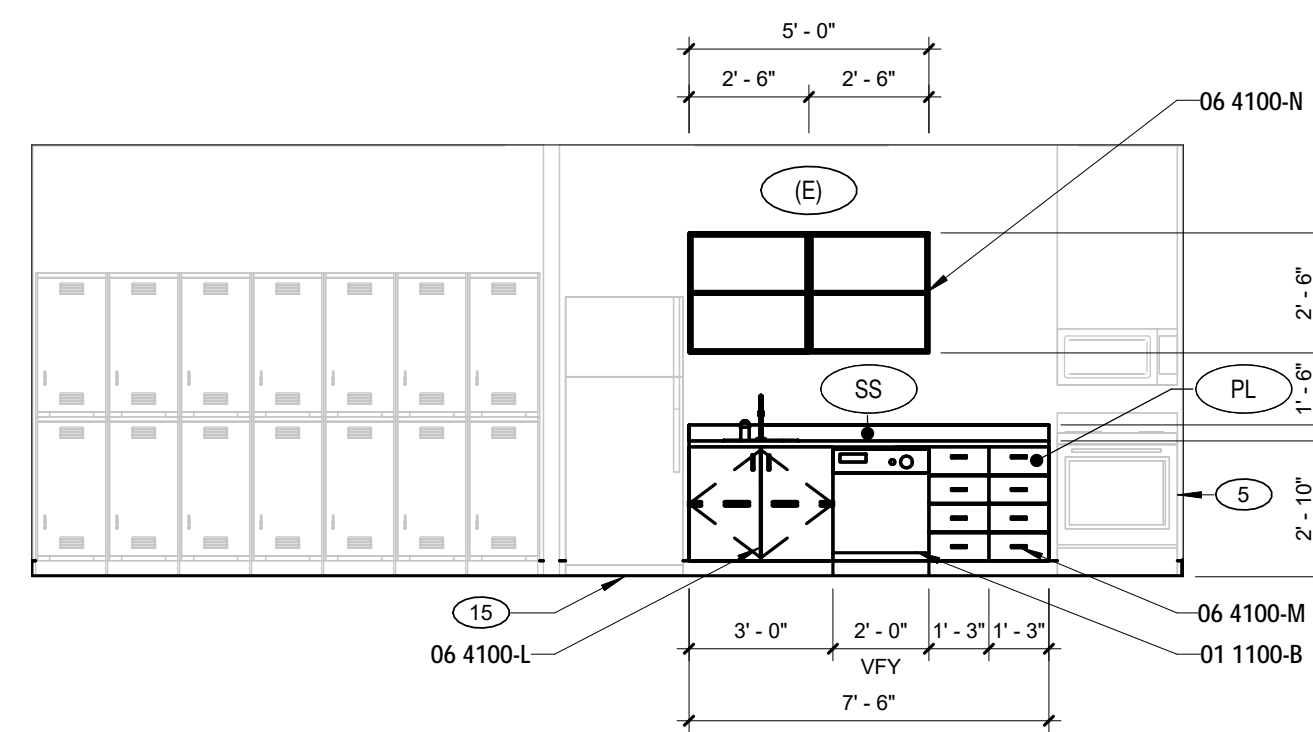 5' - 0"
2' - 6" 2' - 6"
06 4100-N
(E)
2' - 6"
1' - 6"
SS
PL
5
2' - 10"
15
06 4100-L
3' - 0" 2' - 0" 1' - 3" 1' - 3"
VFY
7' - 6"
06 4100-M
01 1100-B